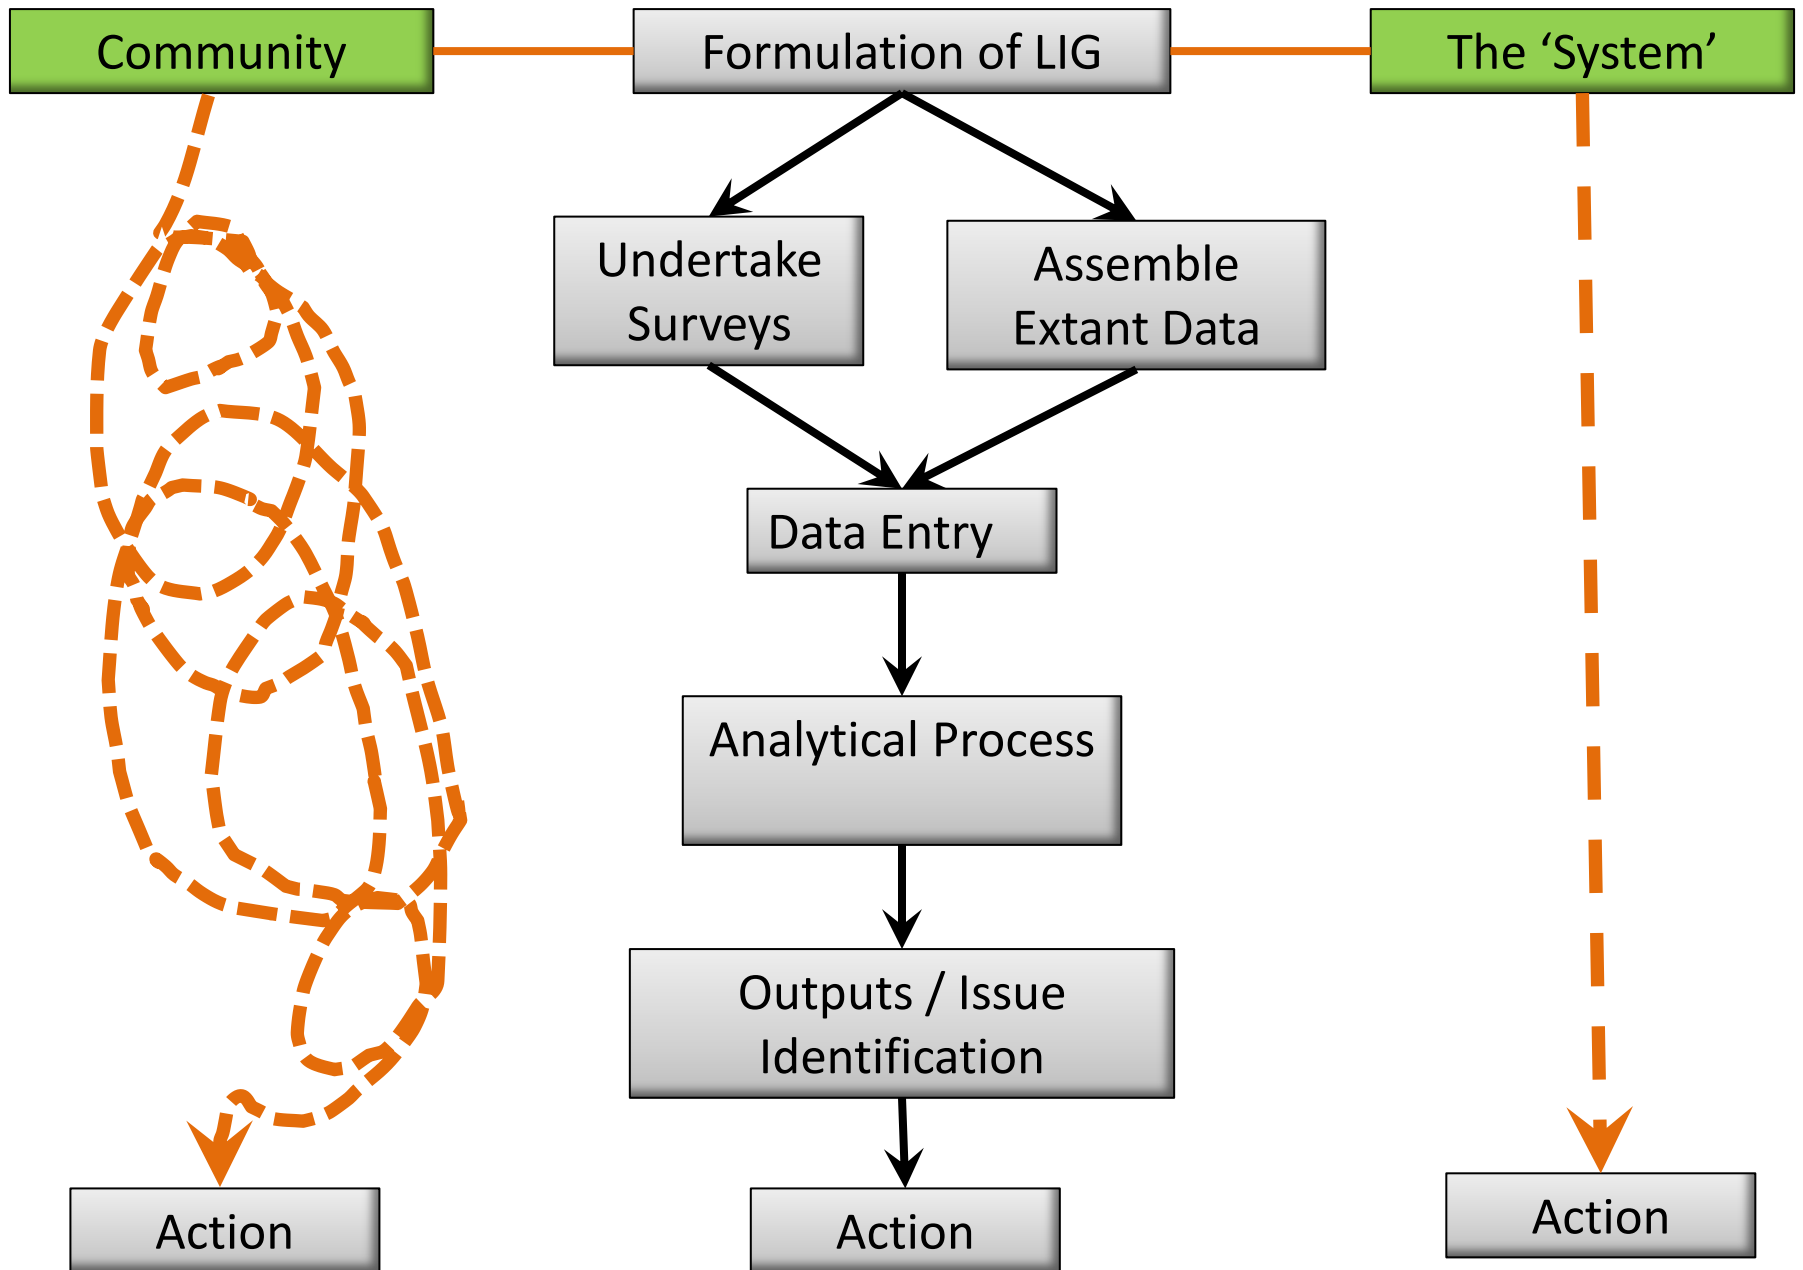 Community
Formulation of LIG
The ‘System’
Undertake
Surveys
Assemble
Extant Data
Data Entry
Analytical Process
Outputs / Issue
Identification
Action
Action
Action